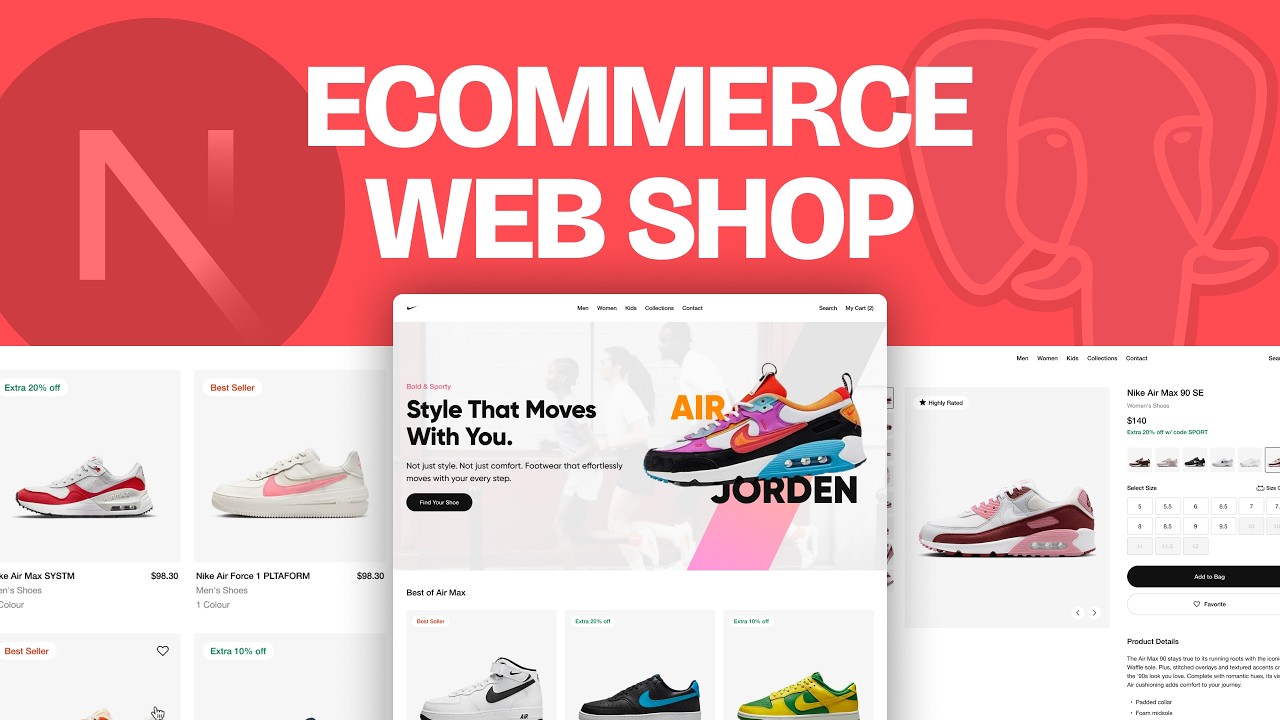 ECOMMERCE
WEB SHOP
Extra 20% off
Best Seller
ke Air Max SYSTM
$98.30
en's Shoes
Colour
Nike Air Force 1 PLTAFORM
$98.30
Men's Shoes
1 Colour
Best Seller
Extra 10% off
Men Women Kids Collections Contact
Search My Cart (2)
Bold & Sporty
Style That Moves
With You.
Not just style. Not just comfort. Footwear that effortlessly
moves with your every step.
Find Your Shoe
AIR
JORDEN
Best of Air Max
Best Seller
Extra 20% off
Extra 10% off
AIR
Men Women Kids Collections Contact
Sear
Highly Rated
Nike Air Max 90 SE
Women's Shoes
$140
Extra 20% off w/ code SPORT
Select Size
Size G
5 5.5 6 6.5 7 7.
8 8.5 9 9.5 10
11 11.5 12
Add to Bag
Favorite
Product Details
The Air Max 90 stays true to its running roots with the iconi
Waffle sole. Plus, stitched overlays and textured accents cr
the '90s look you love. Complete with romantic hues, its vis
Air cushioning adds comfort to your journey.
• Padded collar
• Foam midsole